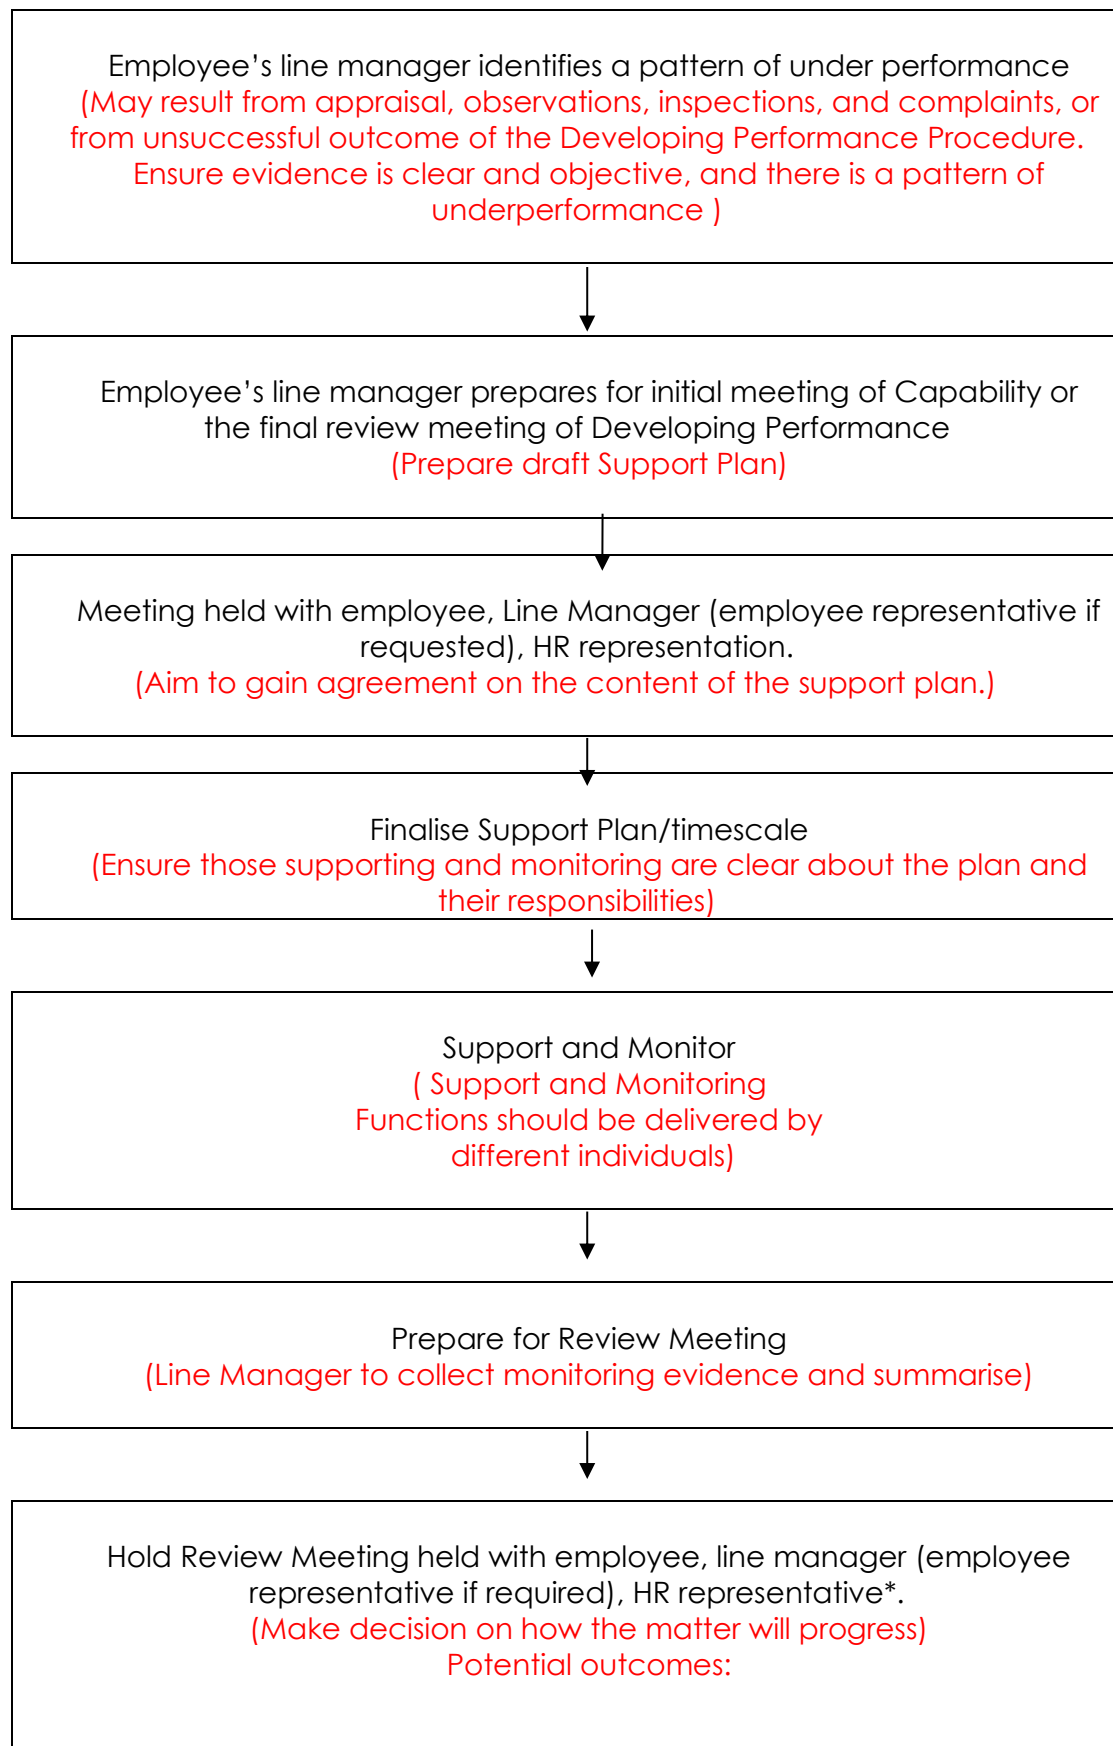 Employee’s line manager identifies a pattern of under performance
(May result from appraisal, observations, inspections, and complaints, or
from unsuccessful outcome of the Developing Performance Procedure.
Ensure evidence is clear and objective, and there is a pattern of
underperformance )
Employee’s line manager prepares for initial meeting of Capability or
the final review meeting of Developing Performance
(Prepare draft Support Plan)
Meeting held with employee, Line Manager (employee representative if
requested), HR representation.
(Aim to gain agreement on the content of the support plan.)
Finalise Support Plan/timescale
(Ensure those supporting and monitoring are clear about the plan and
their responsibilities)
Support and Monitor
( Support and Monitoring
Functions should be delivered by
different individuals)
Prepare for Review Meeting
(Line Manager to collect monitoring evidence and summarise)
Hold Review Meeting held with employee, line manager (employee
representative if required), HR representative*.
(Make decision on how the matter will progress)
Potential outcomes: